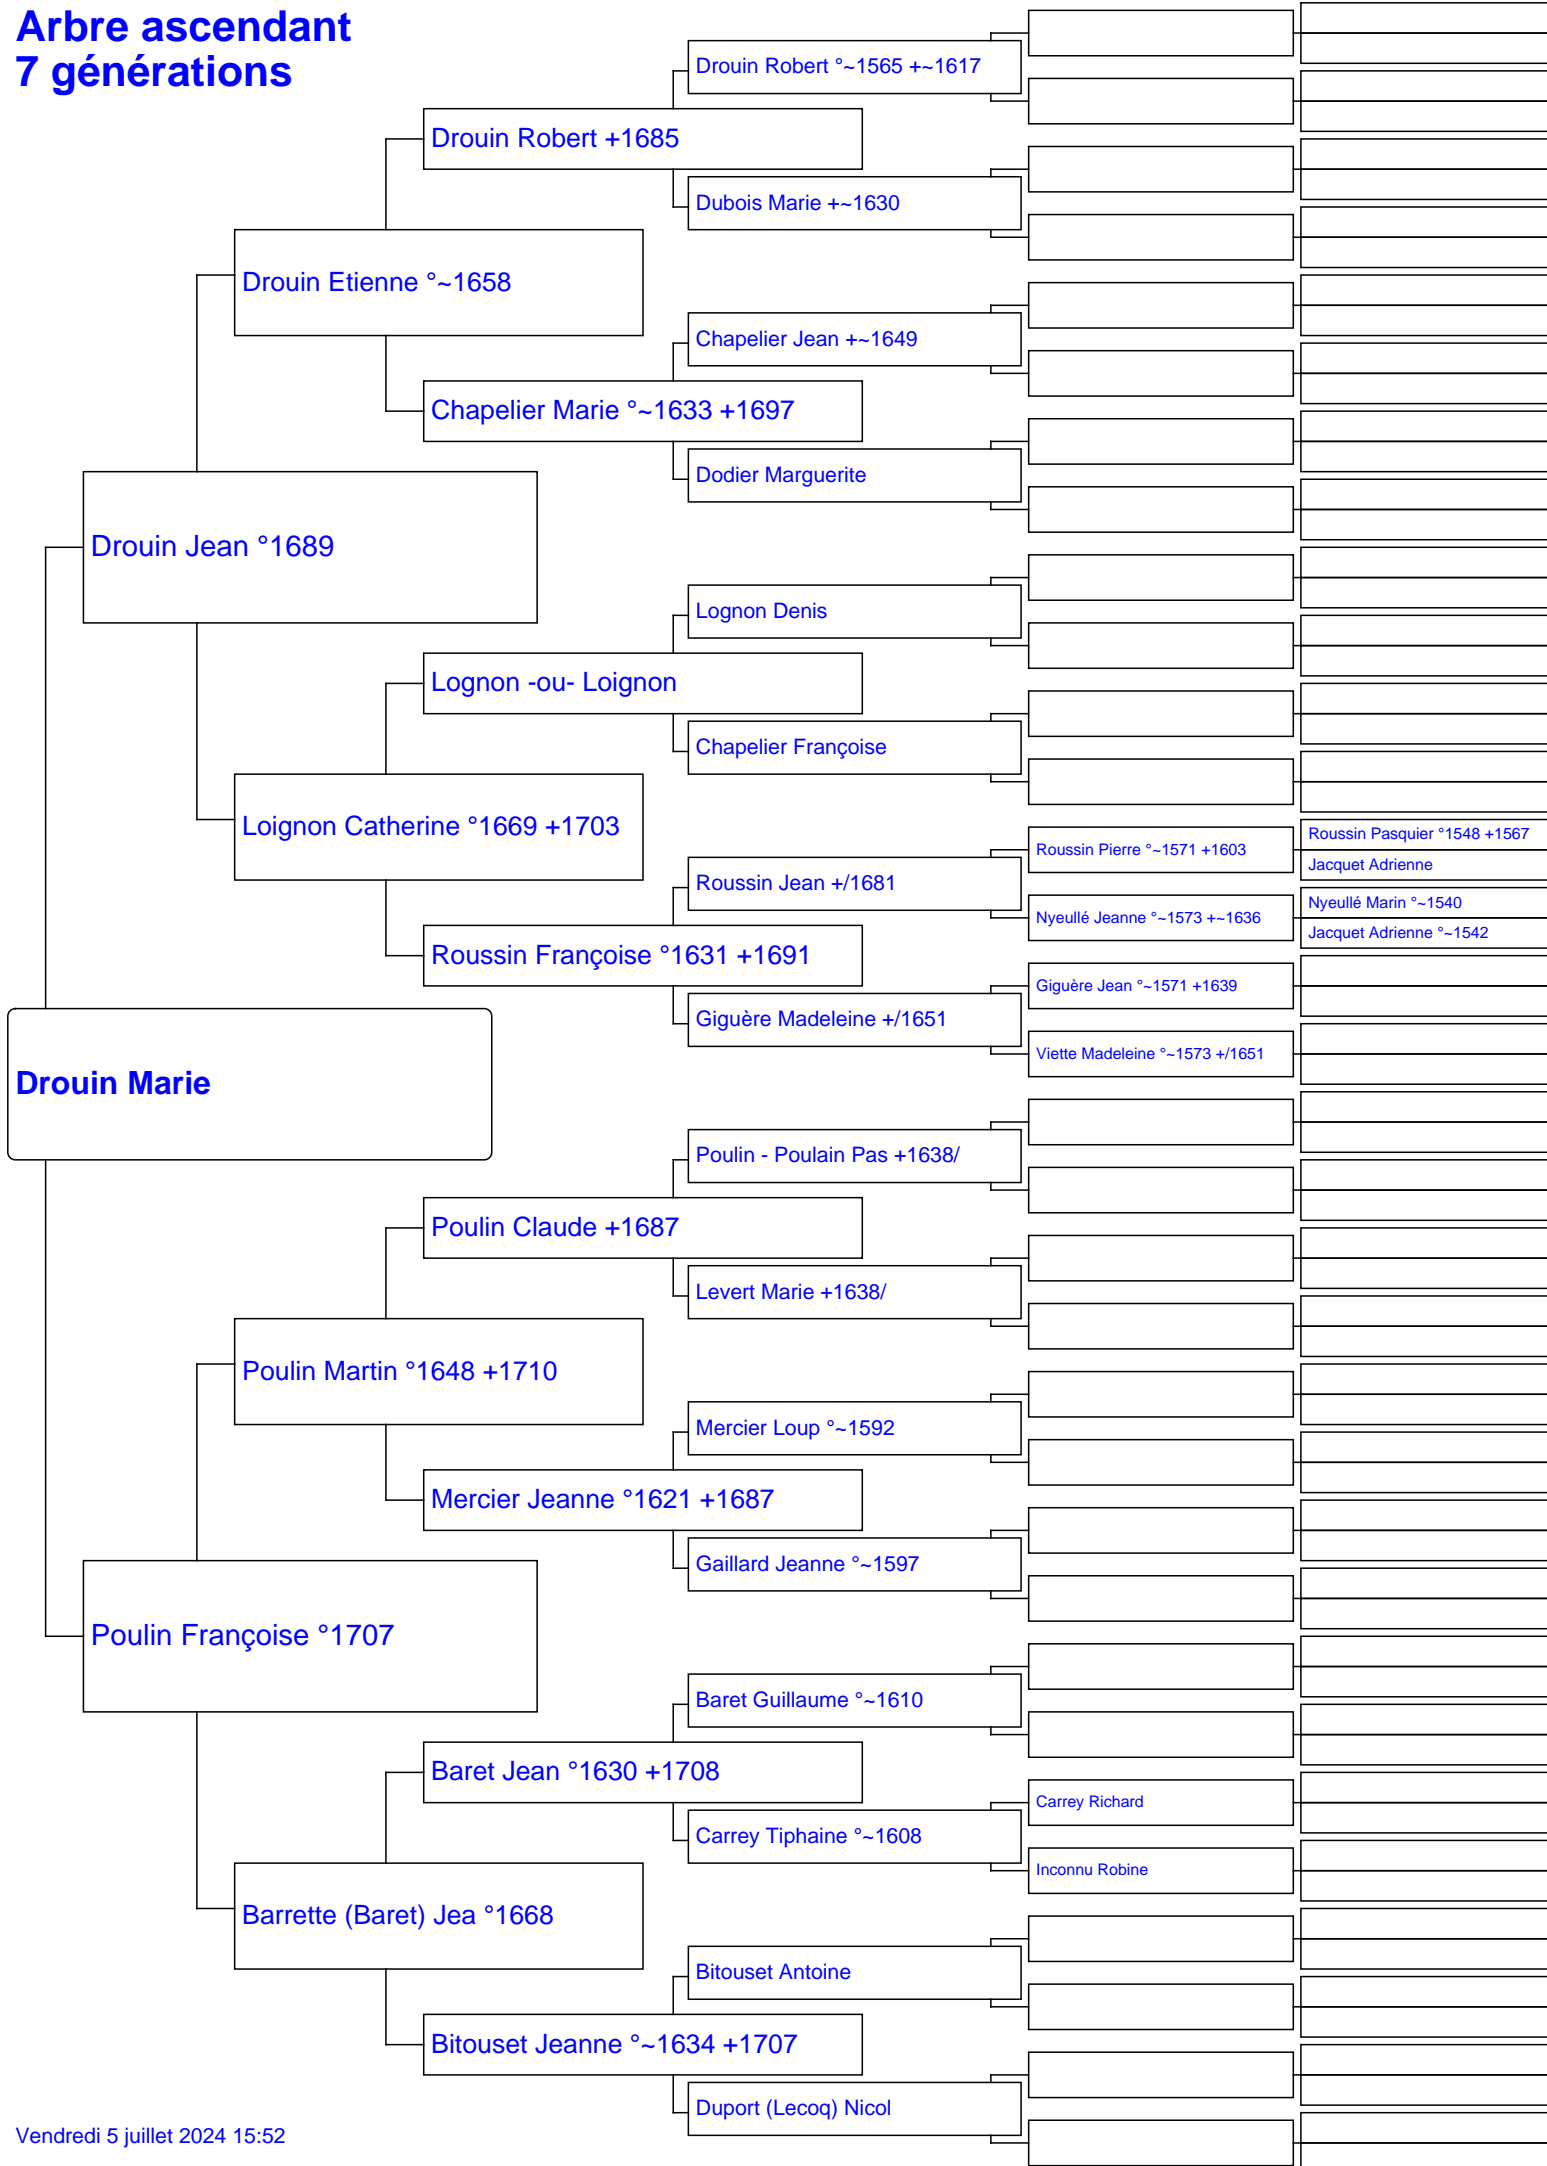 Arbre ascendant
7 générations
Drouin Robert °~1565 +~1617
Drouin Robert +1685
Dubois Marie +~1630
Drouin Etienne °~1658
Chapelier Jean +~1649
Chapelier Marie °~1633 +1697
Dodier Marguerite
Drouin Jean °1689
Lognon Denis
Lognon -ou- Loignon
Chapelier Françoise
Loignon Catherine °1669 +1703
Roussin Pasquier °1548 +1567
Roussin Pierre °~1571 +1603
Jacquet Adrienne
Roussin Jean +/1681
Nyeullé Marin °~1540
Nyeullé Jeanne °~1573 +~1636
Jacquet Adrienne °~1542
Roussin Françoise °1631 +1691
Giguère Jean °~1571 +1639
Giguère Madeleine +/1651
Viette Madeleine °~1573 +/1651
Drouin Marie
Poulin - Poulain Pas +1638/
Poulin Claude +1687
Levert Marie +1638/
Poulin Martin °1648 +1710
Mercier Loup °~1592
Mercier Jeanne °1621 +1687
Gaillard Jeanne °~1597
Poulin Françoise °1707
Baret Guillaume °~1610
Baret Jean °1630 +1708
Carrey Richard
Carrey Tiphaine °~1608
Inconnu Robine
Barrette (Baret) Jea °1668
Bitouset Antoine
Bitouset Jeanne °~1634 +1707
Duport (Lecoq) Nicol
Vendredi 5 juillet 2024 15:52